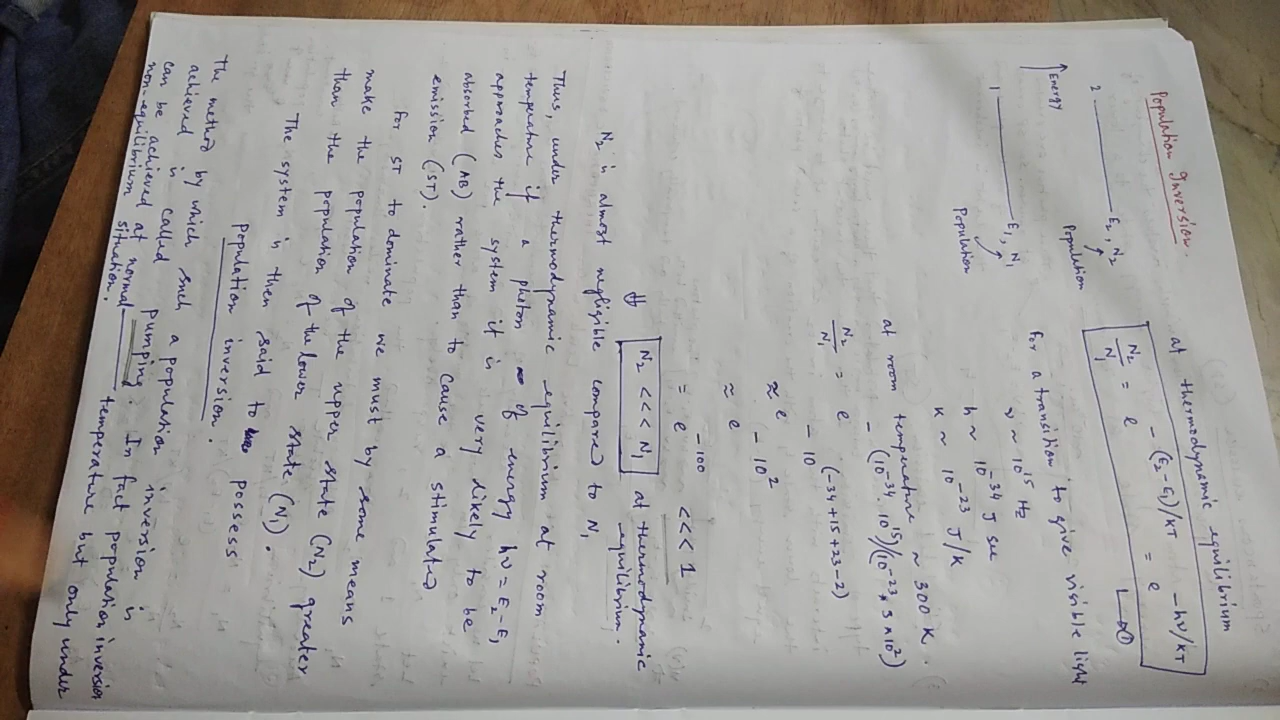 Population Inversion.
at thermodynamic equilibrium
2 ——— E₂, N₂
Population
N₂/N₁ = e^{-(E₂-E₁)/KT} = e^{-hν/KT} ①
↑Energy
1 ——— E₁, N₁
Population
For a transition to give visible light
ν ~ 10^{15} Hz
h ~ 10^{-34} J sec
K ~ 10^{-23} J/K
at room temperature ~ 300 K,
N₂/N₁ = e^{-(10^{-34}.10^{15})/(10^{-23} * 3*10^{2})}
≈ e^{-10^{(-34+15+23-2)}}
≈ e^{-10^{2}}
= e^{-100} <<< 1
⇓ N₂ <<< N₁ at thermodynamic
equilibrium.
N₂ is almost negligible compared to N₁
Thus, under thermodynamic equilibrium at room
temperature if a photon of energy hν = E₂-E₁
approaches the system it is very likely to be
absorbed (AB) rather than to cause a stimulated
emission (ST).
For ST to dominate we must by some means
make the population of the upper state (N₂) greater
than the population of the lower state (N₁).
The system is then said to possess
population inversion.
The method by which such a population inversion is
achieved is called pumping. In fact population inversion
can be achieved at normal temperature but only under
non-equilibrium situation.